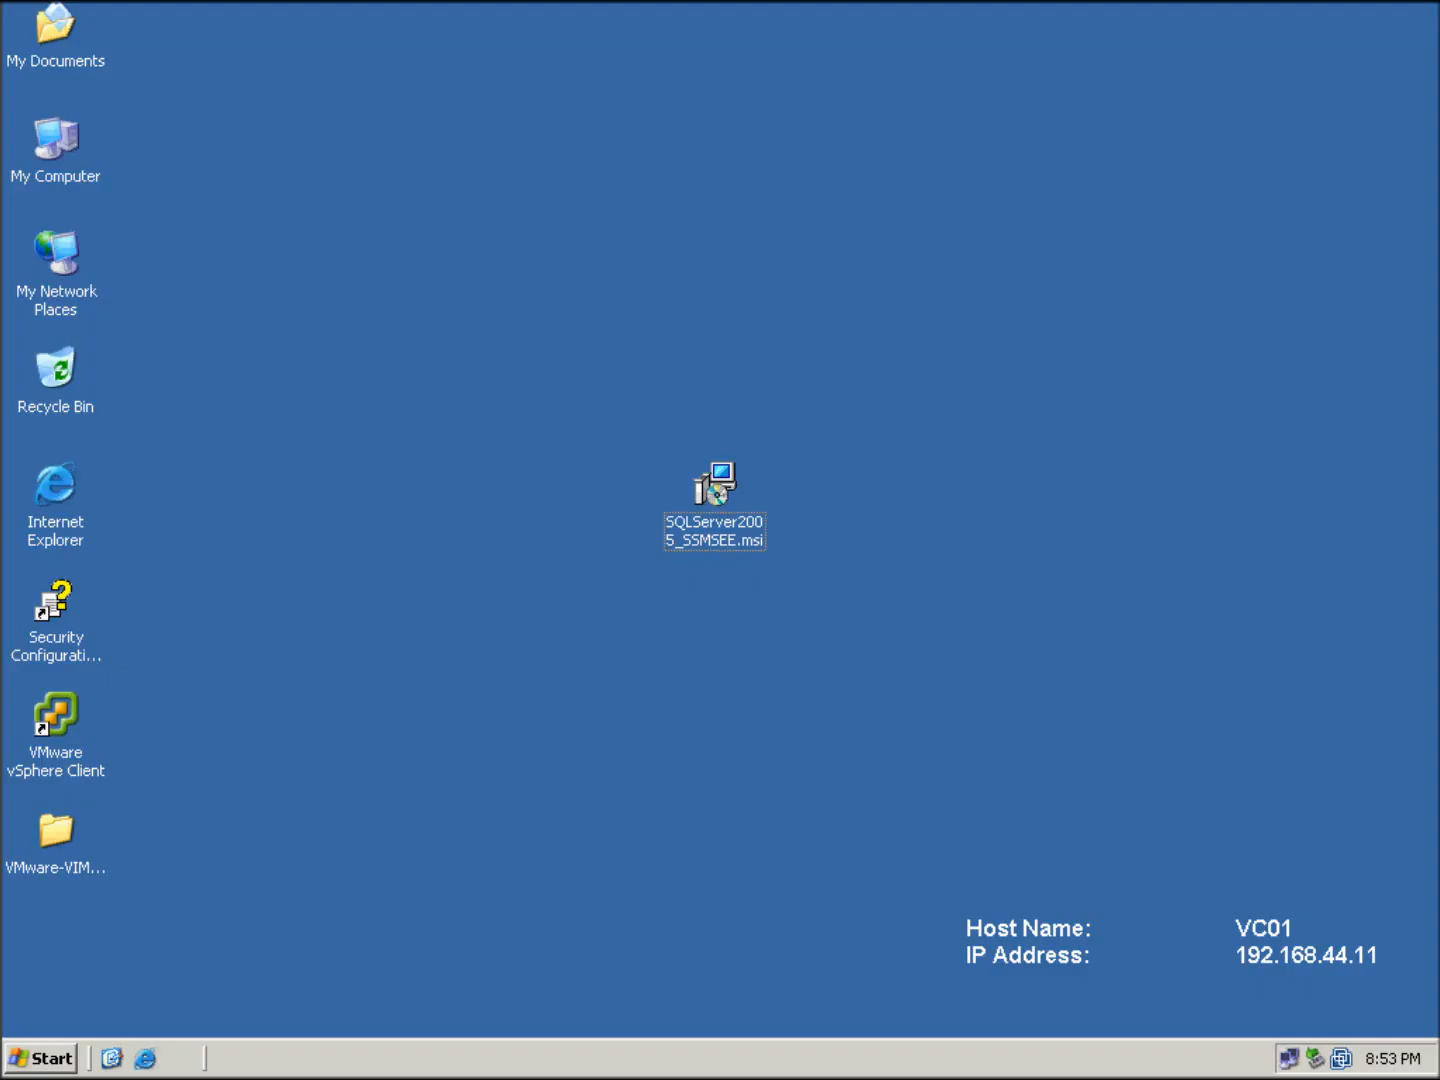 My Documents
My Computer
My Network
Places
Recycle Bin
Internet
Explorer
Security
Configurati...
VMware
vSphere Client
VMware-VIM...
SQLServer200
5_SSMSEE.msi
Host Name: VC01
IP Address: 192.168.44.11
Start
8:53 PM